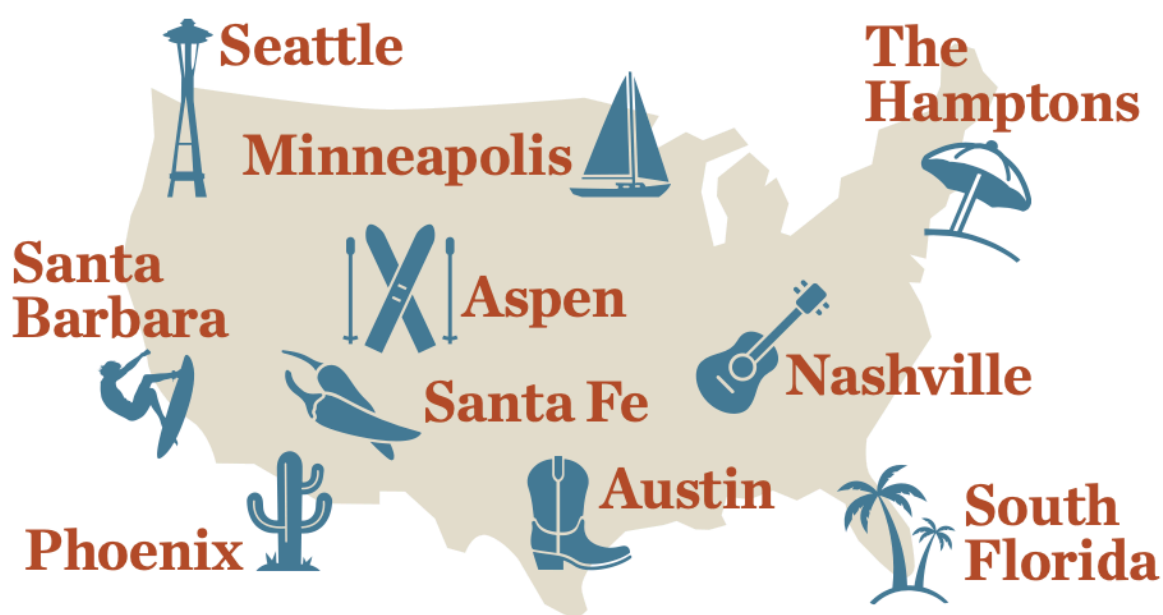 Seattle
The
Hamptons
Minneapolis
Santa
Barbara
Aspen
Nashville
Santa Fe
Austin
South
Florida
Phoenix